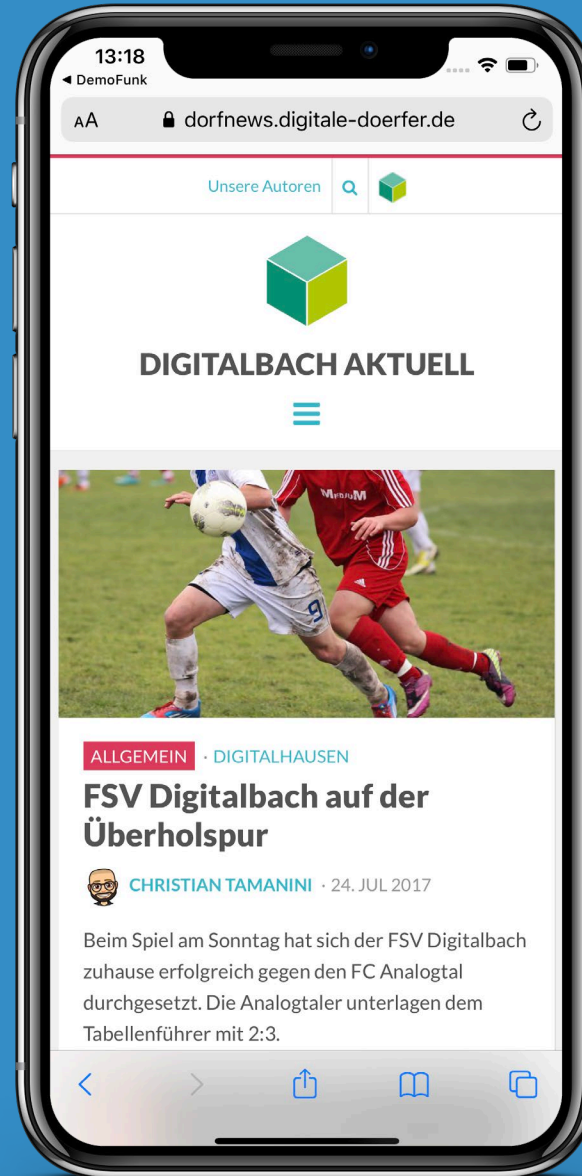 13:18
◀ DemoFunk
AA dorfnews.digitale-doerfer.de
Unsere Autoren
DIGITALBACH AKTUELL
9
ALLGEMEIN · DIGITALHAUSEN
FSV Digitalbach auf der
Überholspur
CHRISTIAN TAMANINI · 24. JUL 2017
Beim Spiel am Sonntag hat sich der FSV Digitalbach
zuhause erfolgreich gegen den FC Analogtal
durchgesetzt. Die Analogtaler unterlagen dem
Tabellenführer mit 2:3.